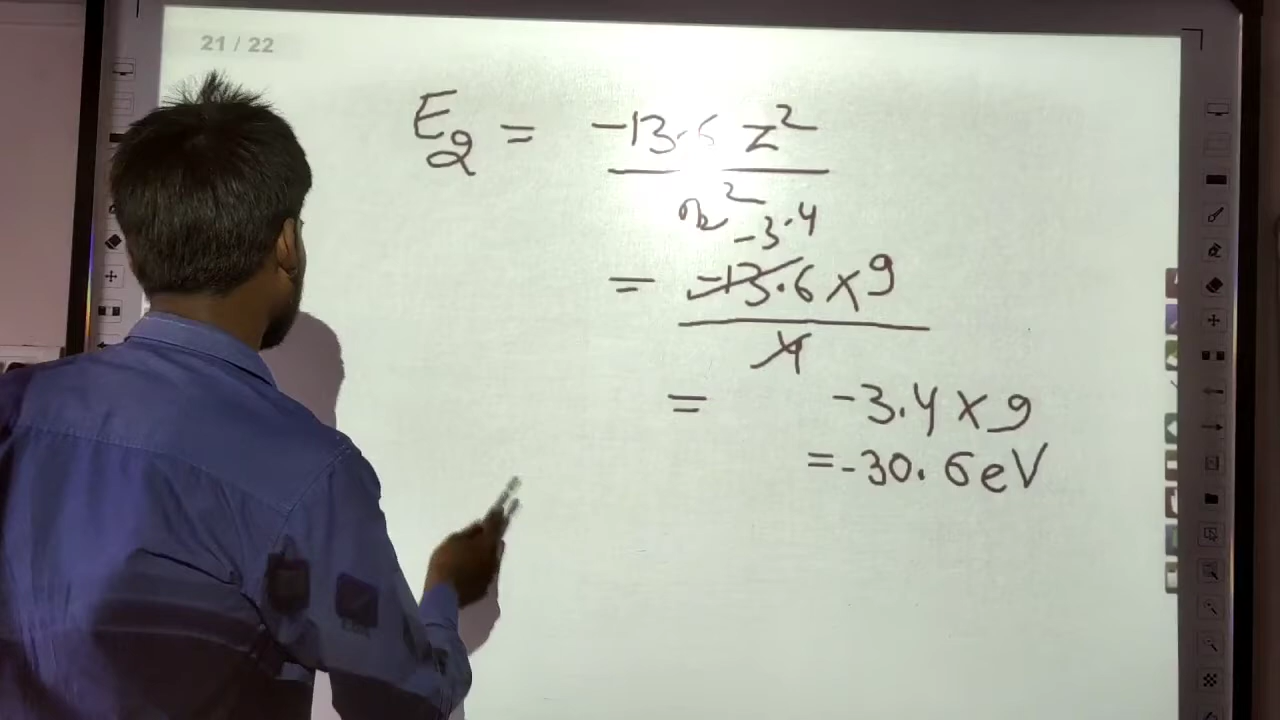 21 / 22
E₂ = -13.6 z²
n²
-3.4
= -13.6 x 9
4
= -3.4 x 9
= -30.6 eV